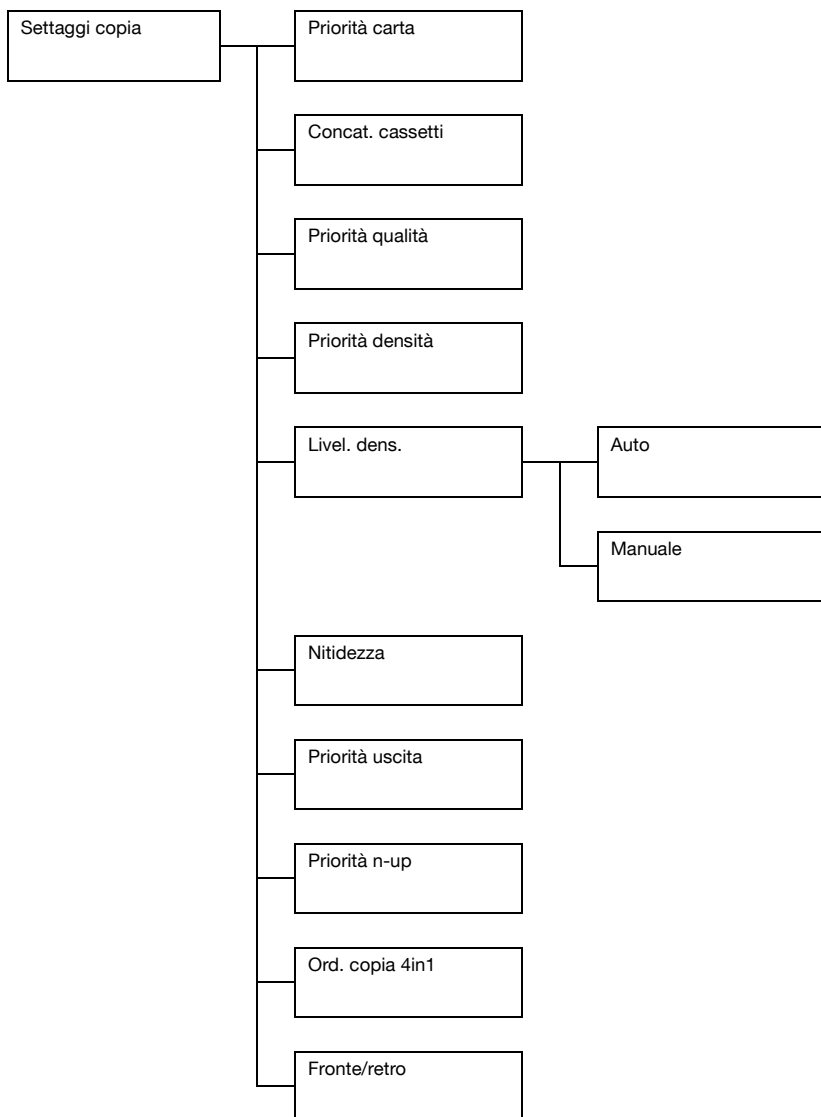 Settaggi copia
Priorità carta
Concat. cassetti
Priorità qualità
Priorità densità
Livel. dens.
Auto
Manuale
Nitidezza
Priorità uscita
Priorità n-up
Ord. copia 4in1
Fronte/retro